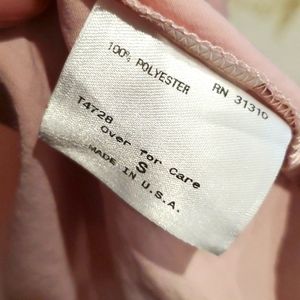 100% POLYESTER RN 31310
T4728
Over for Care
S
MADE IN U.S.A.